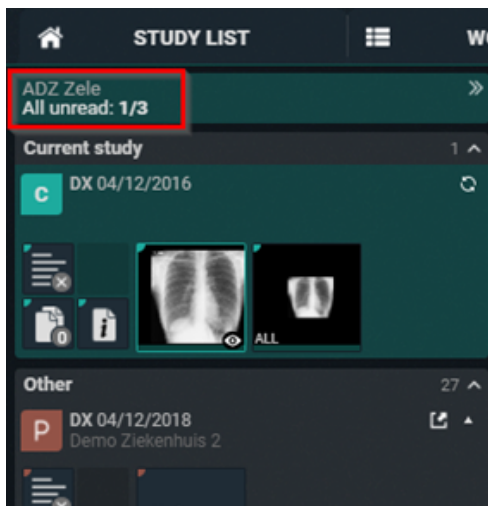 STUDY LIST
ADZ Zele
All unread: 1/3
Current study 1
C DX 04/12/2016
0 i ALL
Other 27
P DX 04/12/2018
Demo Ziekenhuis 2